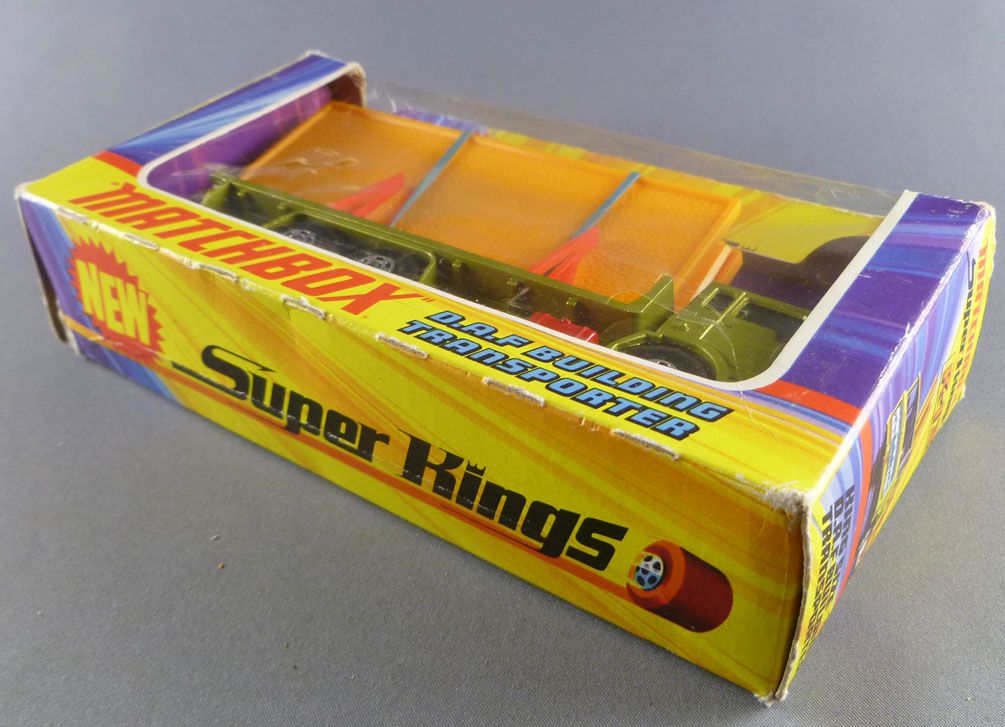 "MATCHBOX"
D.A.F BUILDING
TRANSPORTER
NEW
Super Kings